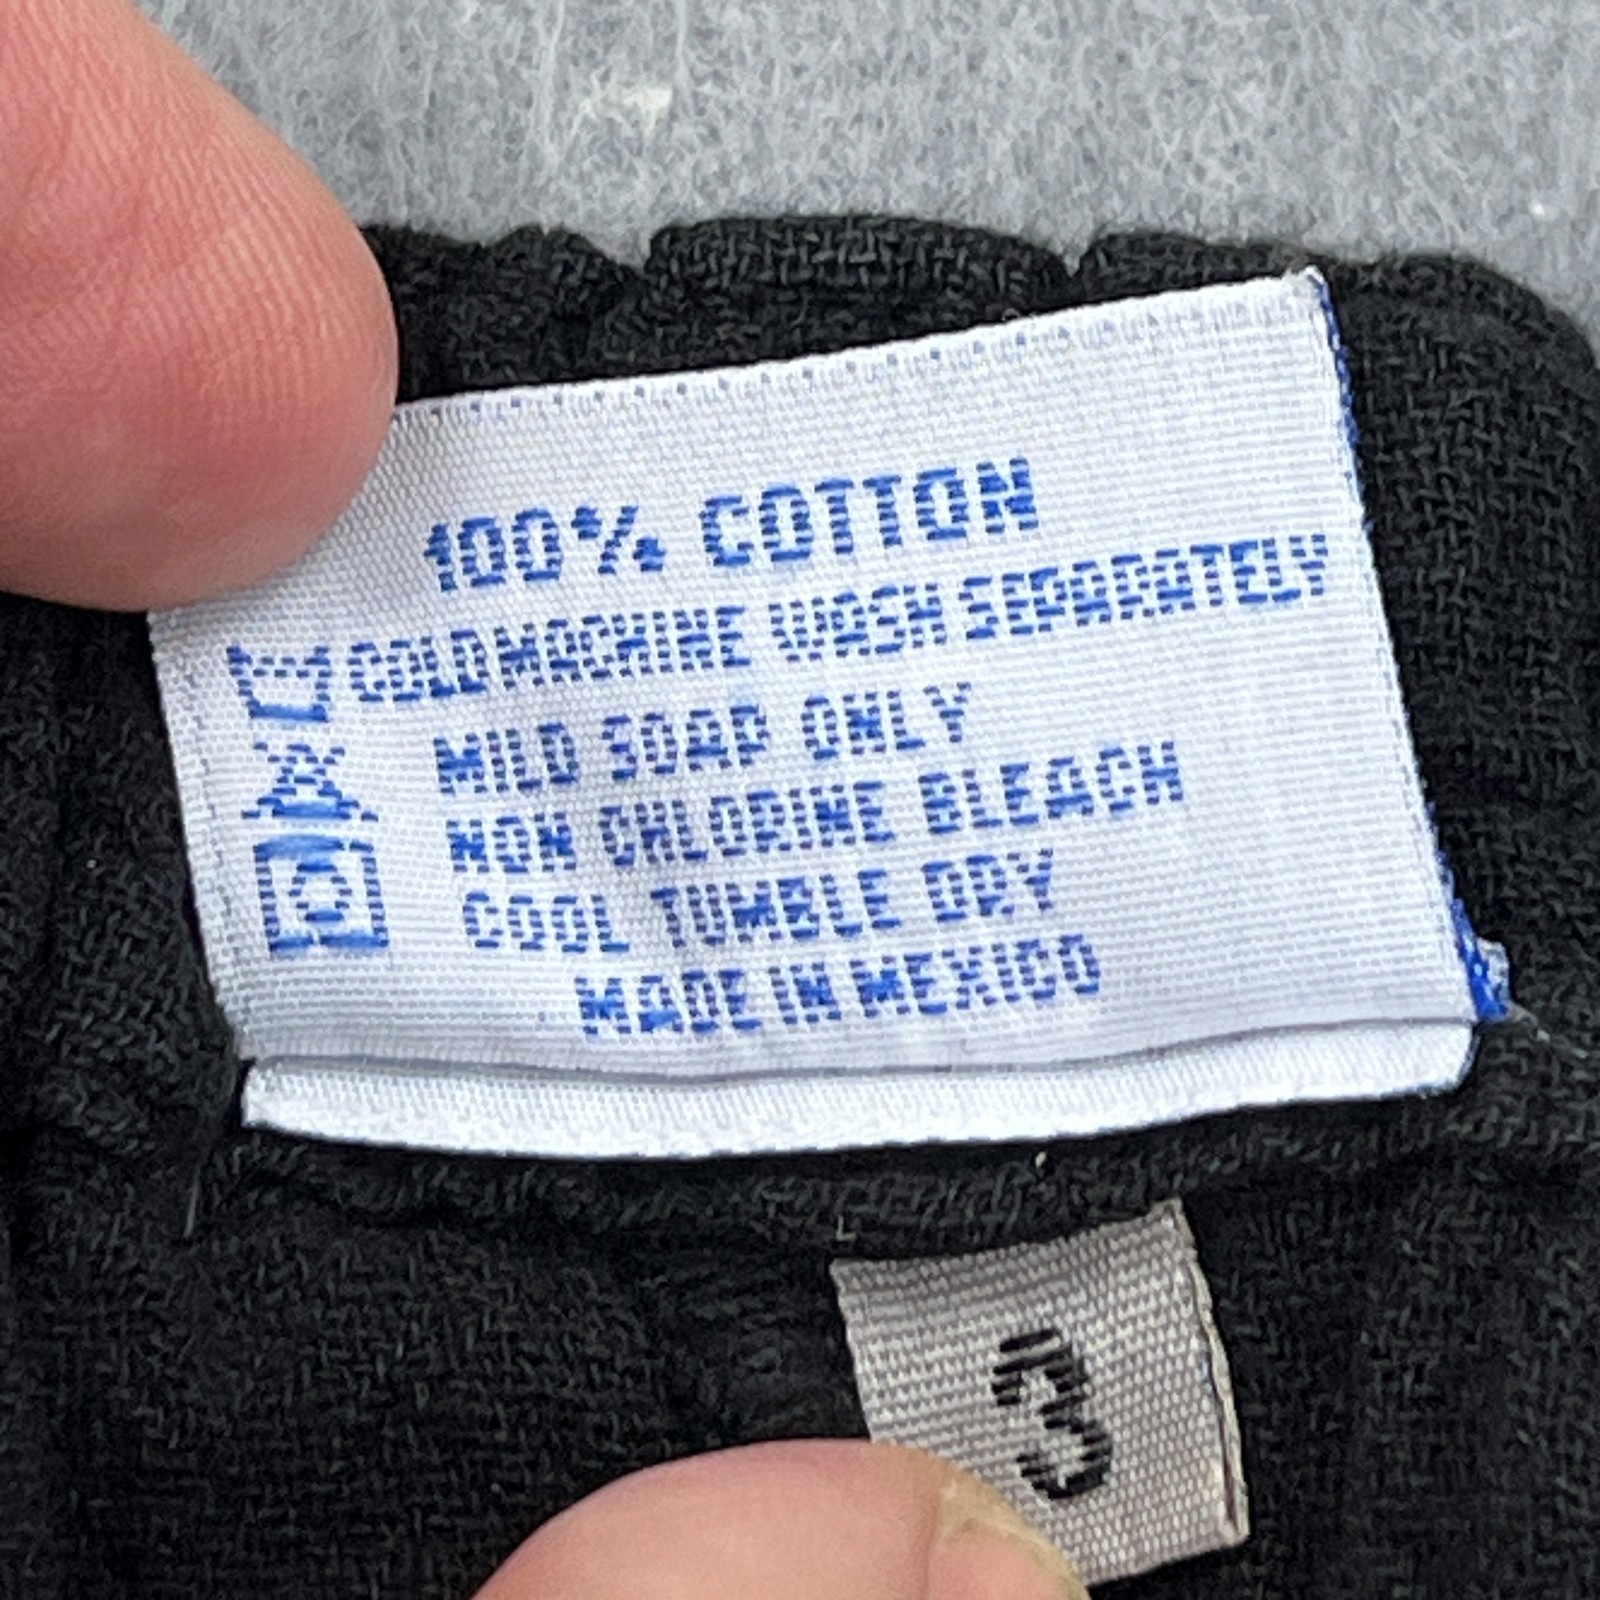 100% COTTON
COLD MACHINE WASH SEPARATELY
MILD SOAP ONLY
NON CHLORINE BLEACH
COOL TUMBLE DRY
MADE IN MEXICO
3